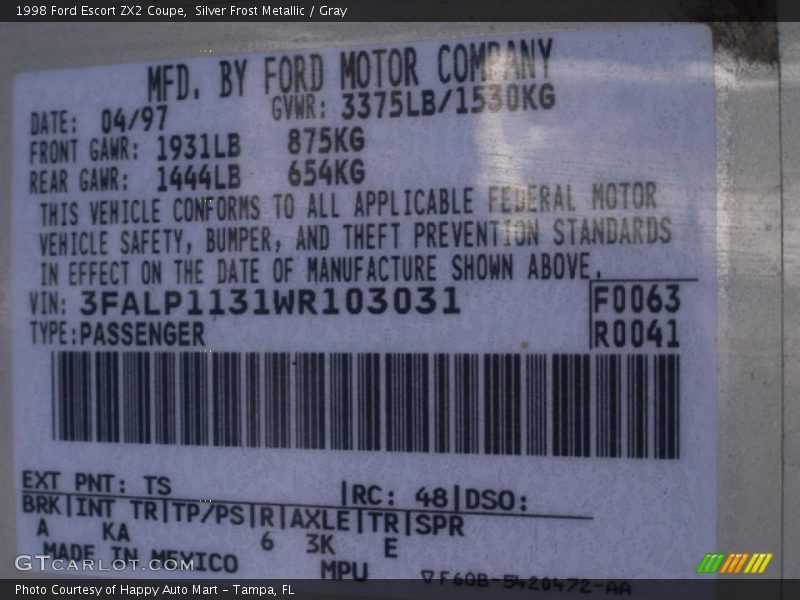 1998 Ford Escort ZX2 Coupe, Silver Frost Metallic / Gray
MFD. BY FORD MOTOR COMPANY
DATE: 04/97 GVWR: 3375LB/1530KG
FRONT GAWR: 1931LB 875KG
REAR GAWR: 1444LB 654KG
THIS VEHICLE CONFORMS TO ALL APPLICABLE FEDERAL MOTOR
VEHICLE SAFETY, BUMPER, AND THEFT PREVENTION STANDARDS
IN EFFECT ON THE DATE OF MANUFACTURE SHOWN ABOVE.
VIN: 3FALP1131WR103031 F0063
TYPE:PASSENGER R0041
EXT PNT: TS |RC: 48|DSO:
BRK|INT TR|TP/PS|R|AXLE|TR|SPR
A KA 6 3K E
MADE IN MEXICO MPU ▽F60B-5420472-AA
GTCARLOT.COM
Photo Courtesy of Happy Auto Mart – Tampa, FL